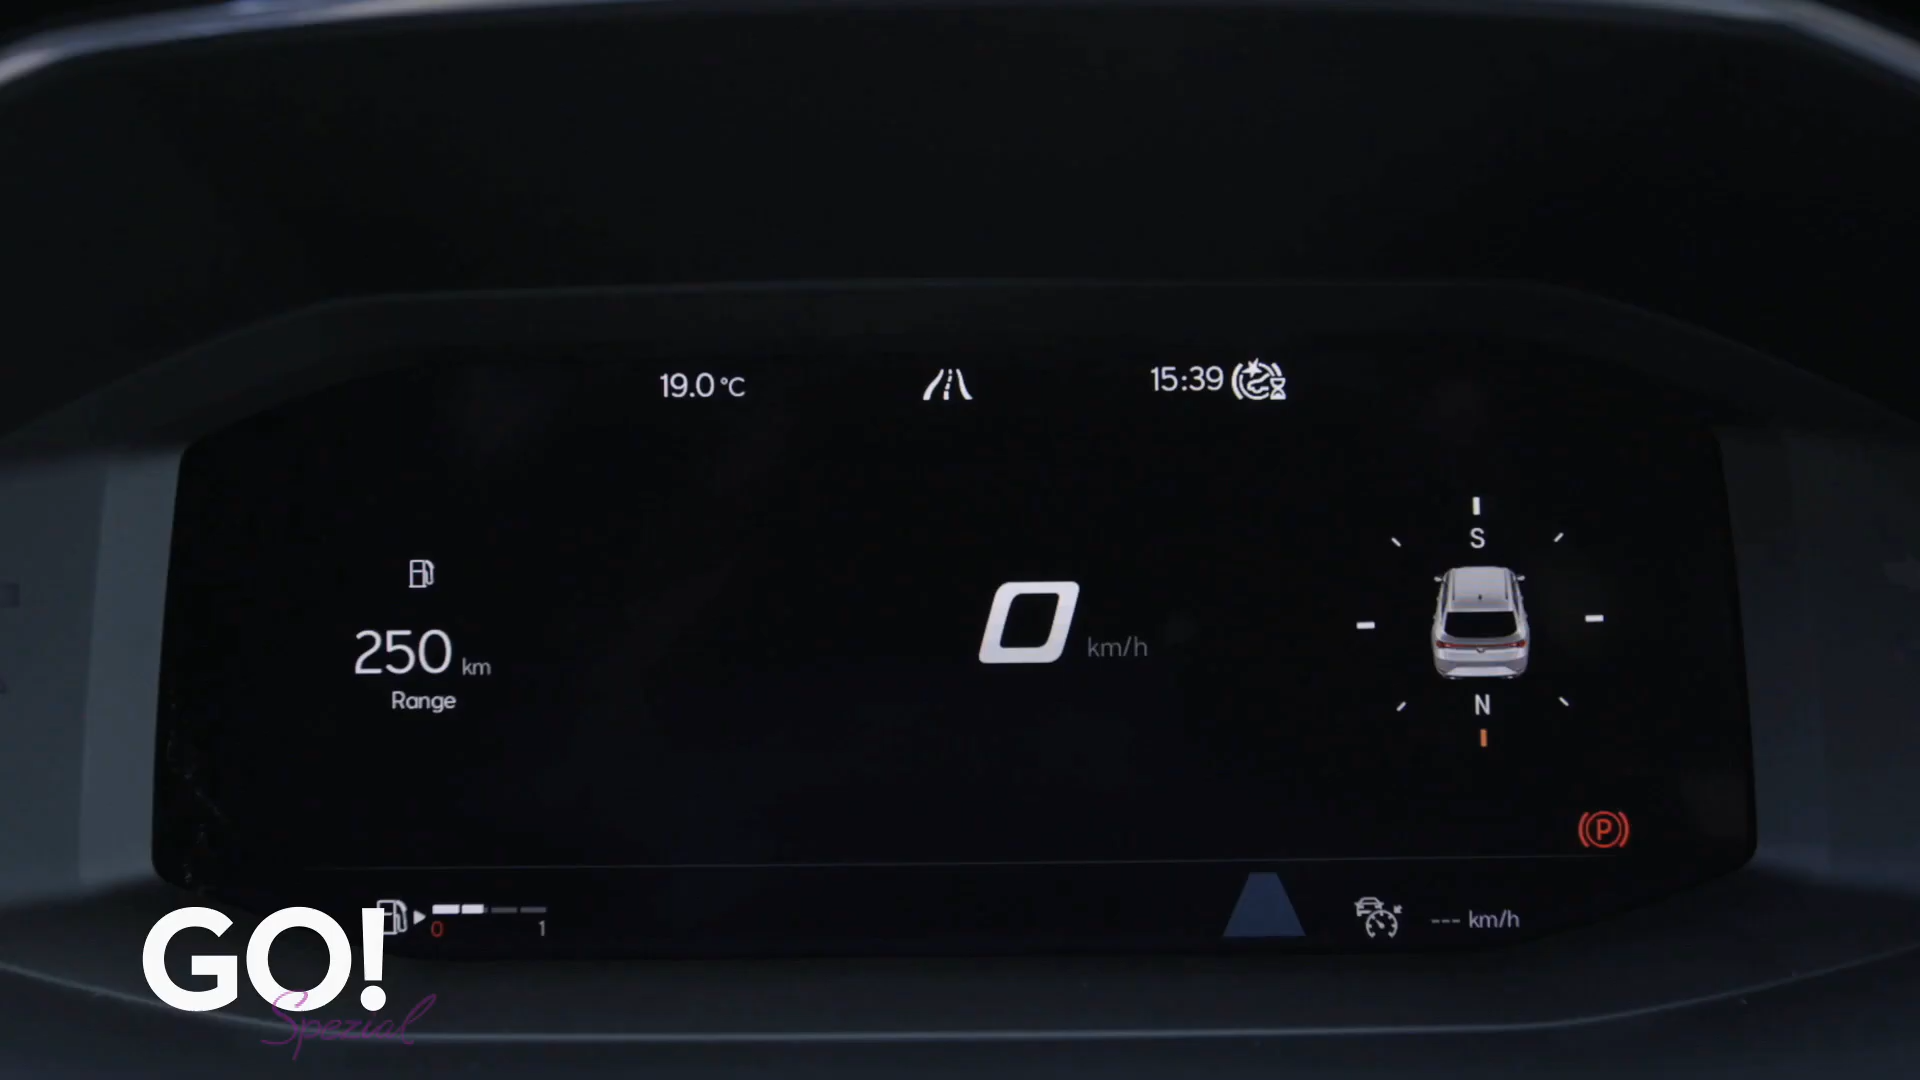 19.0 °C
15:39
S
250 km
Range
0 km/h
N
P
0 1
--- km/h
GO!
Spezial